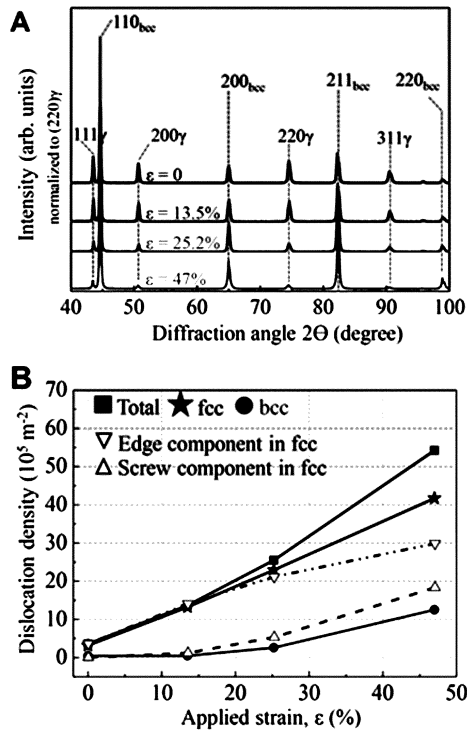 A
110bcc
200bcc
211bcc
220bcc
111γ
200γ
220γ
311γ
ε = 0
ε = 13.5%
ε = 25.2%
ε = 47%
Intensity (arb. units)
normalized to (220)γ
40 50 60 70 80 90 100
Diffraction angle 2Θ (degree)
B
70
60
50
40
30
20
10
0
Total fcc bcc
Edge component in fcc
Screw component in fcc
Dislocation density (10⁵ m⁻²)
0 10 20 30 40 50
Applied strain, ε (%)